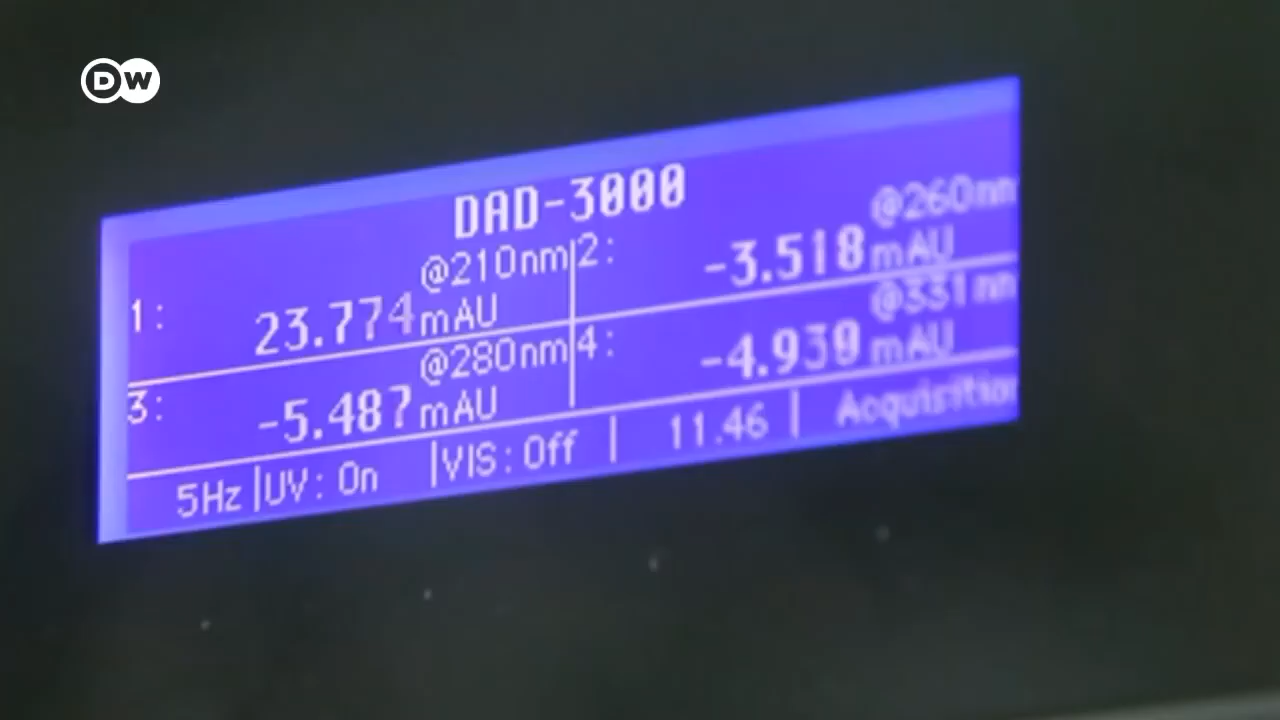 DW
DAD-3000
@210nm
1: 23.774 mAU
@260nm
2: -3.518 mAU
@280nm
3: -5.487 mAU
@331nm
4: -4.939 mAU
5Hz |UV: On |VIS: Off | 11.46 | Acquisition